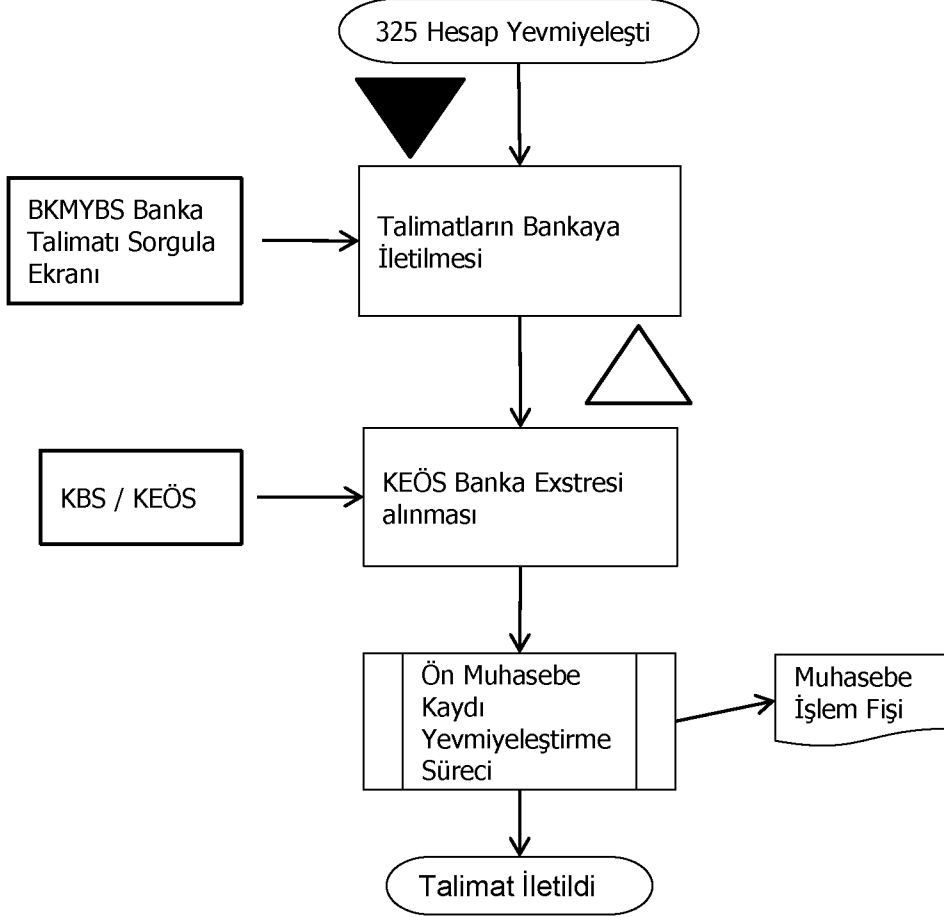 325 Hesap Yevmiyeleşti
BKMYBS Banka
Talimatı Sorgula
Ekranı
Talimatların Bankaya
İletilmesi
KBS / KEÖS
KEÖS Banka Exstresi
alınması
Ön Muhasebe
Kaydı
Yevmiyeleştirme
Süreci
Muhasebe
İşlem Fişi
Talimat İletildi